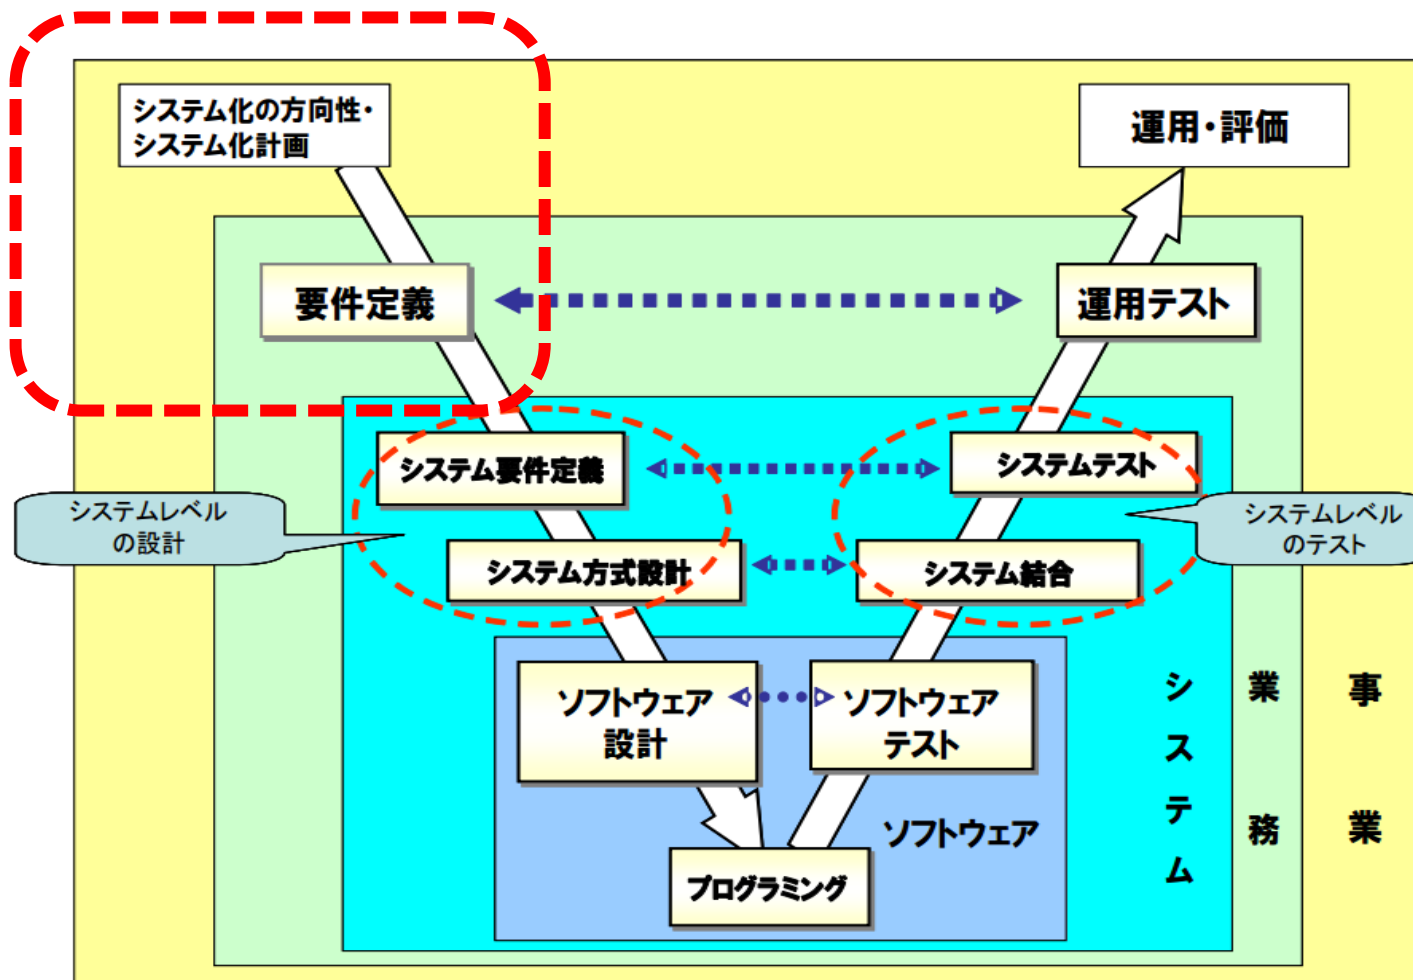 システム化の方向性・
システム化計画
運用・評価
要件定義
運用テスト
システム要件定義
システムテスト
システムレベル
の設計
システムレベル
のテスト
システム方式設計
システム結合
ソフトウェア
設計
ソフトウェア
テスト
ソフトウェア
プログラミング
システム
業務
事業